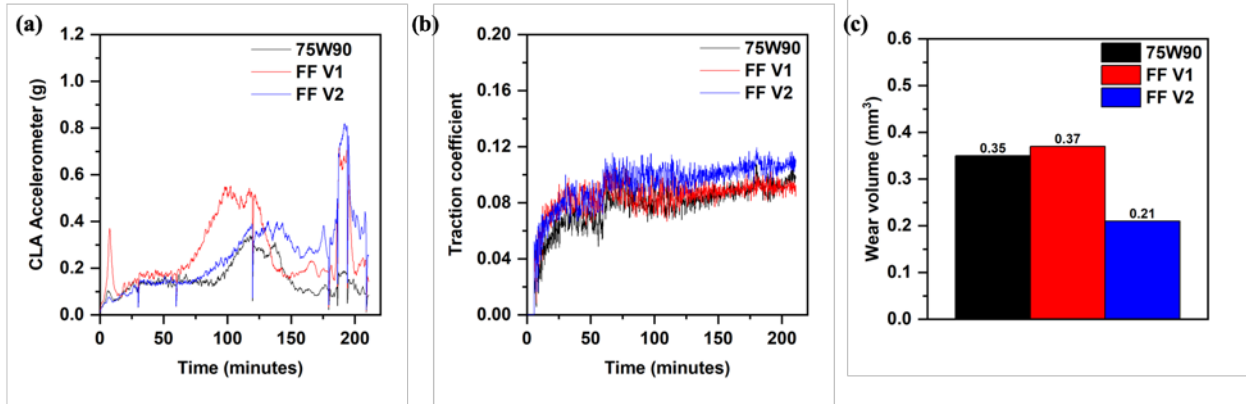 (a)
1.2
1.0
0.8
0.6
0.4
0.2
0.0
CLA Accelerometer (g)
75W90
FF V1
FF V2
0 50 100 150 200
Time (minutes)
(b)
0.20
0.16
0.12
0.08
0.04
0.00
Traction coefficient
75W90
FF V1
FF V2
0 50 100 150 200
Time (minutes)
(c)
0.6
0.5
0.4
0.3
0.2
0.1
0.0
Wear volume (mm³)
75W90
FF V1
FF V2
0.35
0.37
0.21